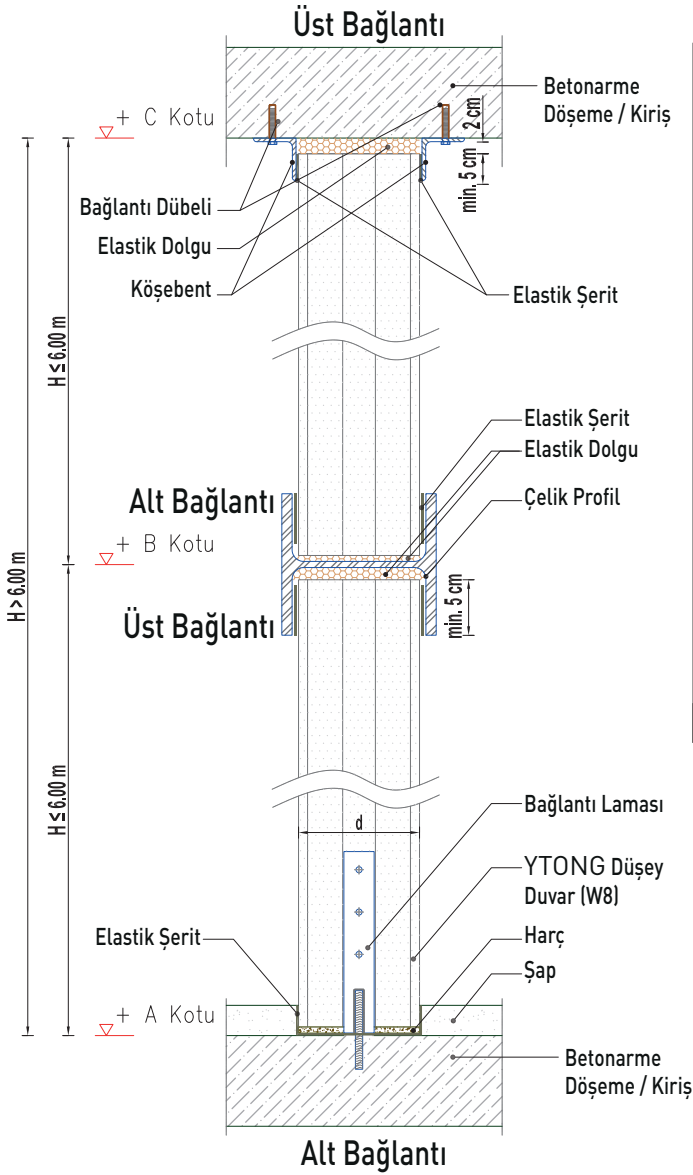 Üst Bağlantı
Betonarme
Döşeme / Kiriş
+ C Kotu
2 cm
min. 5 cm
Bağlantı Dübeli
Elastik Dolgu
Köşebent
Elastik Şerit
H ≤ 6.00 m
H > 6.00 m
Elastik Şerit
Elastik Dolgu
Çelik Profil
Alt Bağlantı
+ B Kotu
Üst Bağlantı
min. 5 cm
H ≤ 6.00 m
d
Bağlantı Laması
YTONG Düşey
Duvar (W8)
Harç
Elastik Şerit
Şap
+ A Kotu
Betonarme
Döşeme / Kiriş
Alt Bağlantı